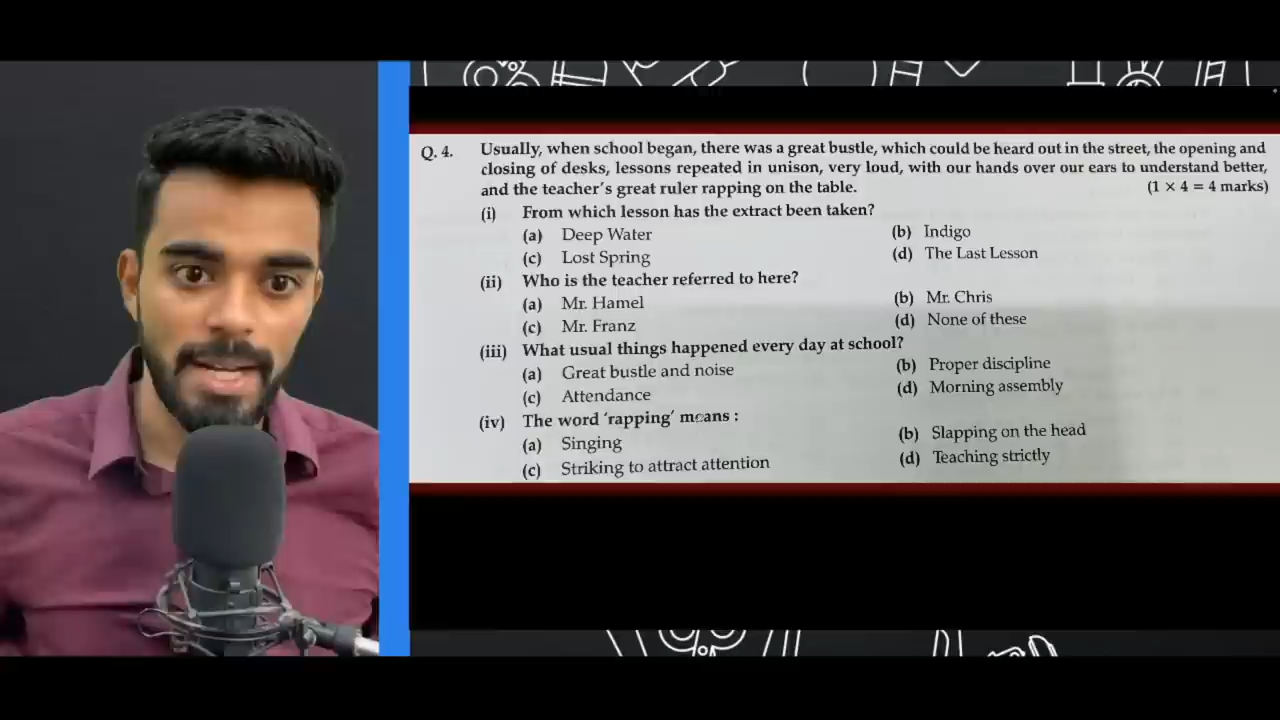 Q. 4. Usually, when school began, there was a great bustle, which could be heard out in the street, the opening and
closing of desks, lessons repeated in unison, very loud, with our hands over our ears to understand better,
and the teacher's great ruler rapping on the table. (1 × 4 = 4 marks)
(i) From which lesson has the extract been taken?
(a) Deep Water (b) Indigo
(c) Lost Spring (d) The Last Lesson
(ii) Who is the teacher referred to here?
(a) Mr. Hamel (b) Mr. Chris
(c) Mr. Franz (d) None of these
(iii) What usual things happened every day at school?
(a) Great bustle and noise (b) Proper discipline
(c) Attendance (d) Morning assembly
(iv) The word 'rapping' means :
(a) Singing (b) Slapping on the head
(c) Striking to attract attention (d) Teaching strictly